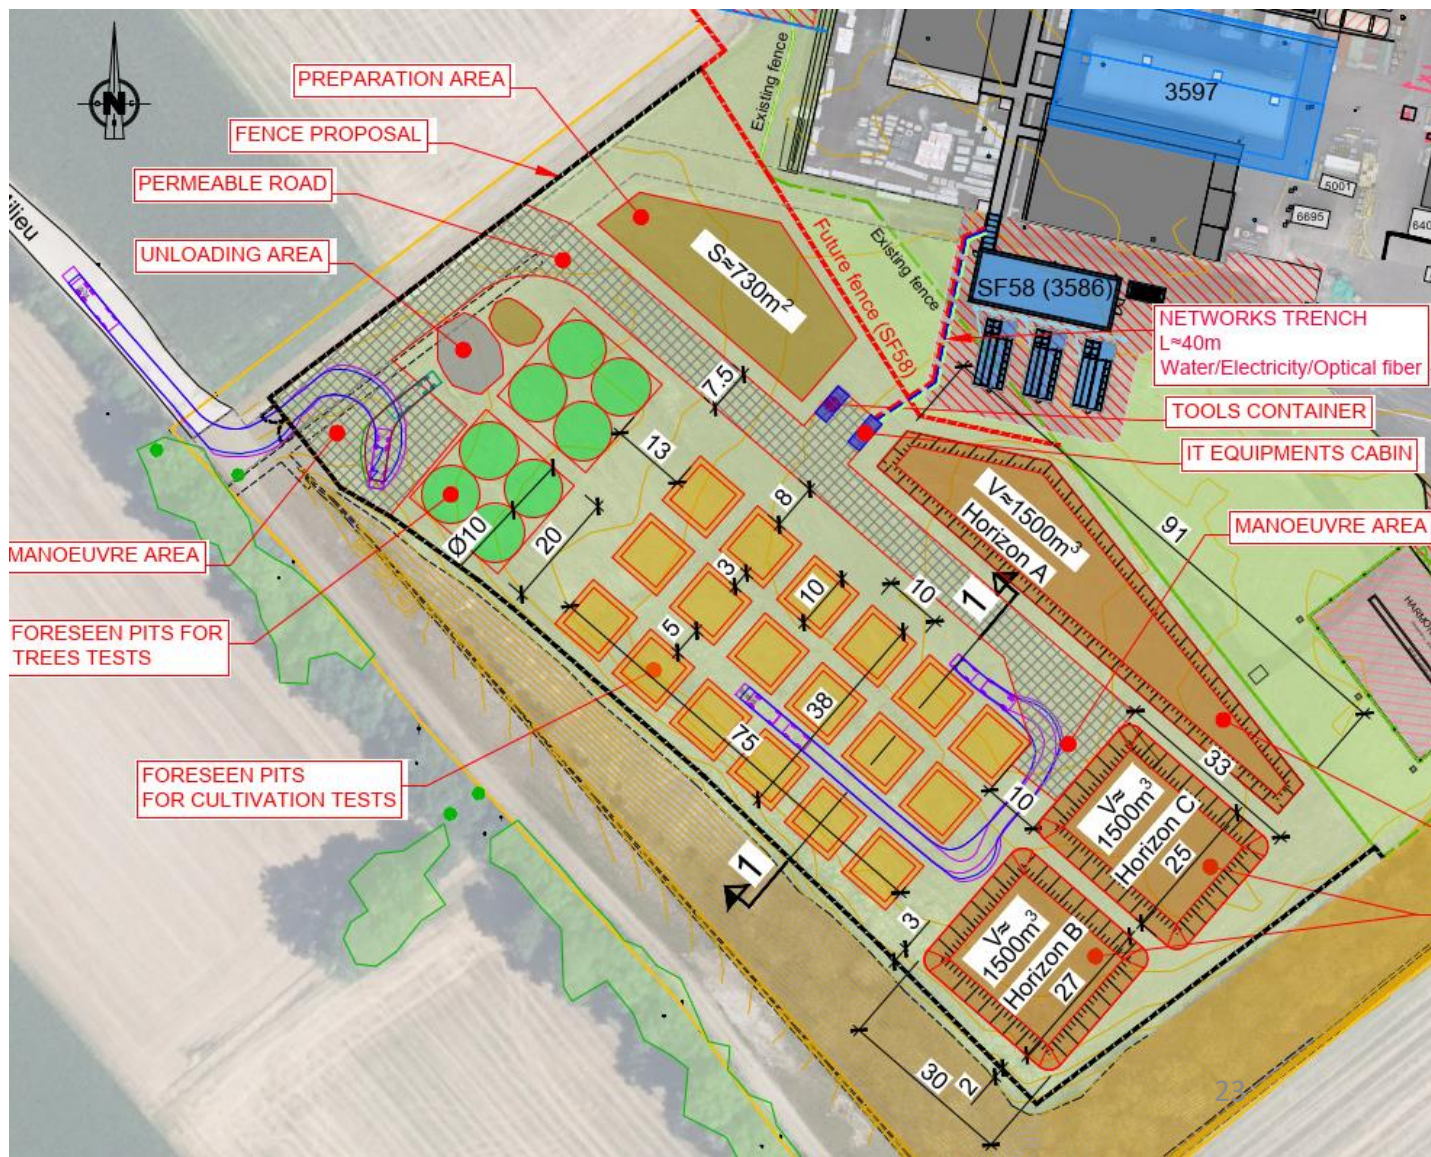 N
PREPARATION AREA
FENCE PROPOSAL
PERMEABLE ROAD
UNLOADING AREA
Existing fence
3597
5001
6695
Existing fence
Future fence (SF58)
S≈730m²
SF58 (3586)
NETWORKS TRENCH
L≈40m
Water/Electricity/Optical fiber
TOOLS CONTAINER
IT EQUIPMENTS CABIN
MANOEUVRE AREA
7.5
13
8
Ø10
20
3
10
5
10
1
V≈1500m³
Horizon A
91
MANOEUVRE AREA
FORESEEN PITS FOR
TREES TESTS
38
75
33
10
FORESEEN PITS
FOR CULTIVATION TESTS
V≈
1500m³
Horizon C
25
1
3
V≈
1500m³
Horizon B
27
30
2
23